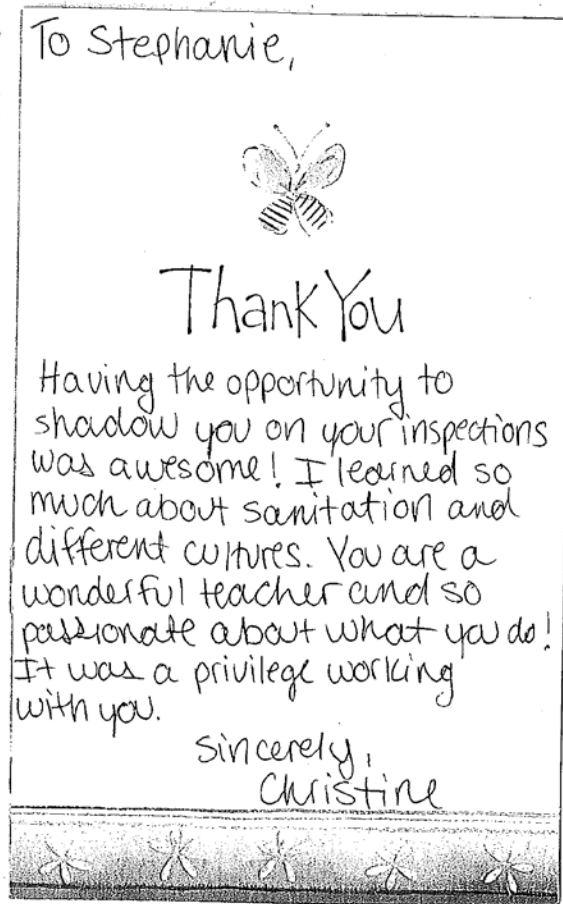 To Stephanie,
Thank You
Having the opportunity to
shadow you on your inspections
was awesome! I learned so
much about sanitation and
different cultures. You are a
wonderful teacher and so
passionate about what you do!
It was a privilege working
with you.
Sincerely,
Christine